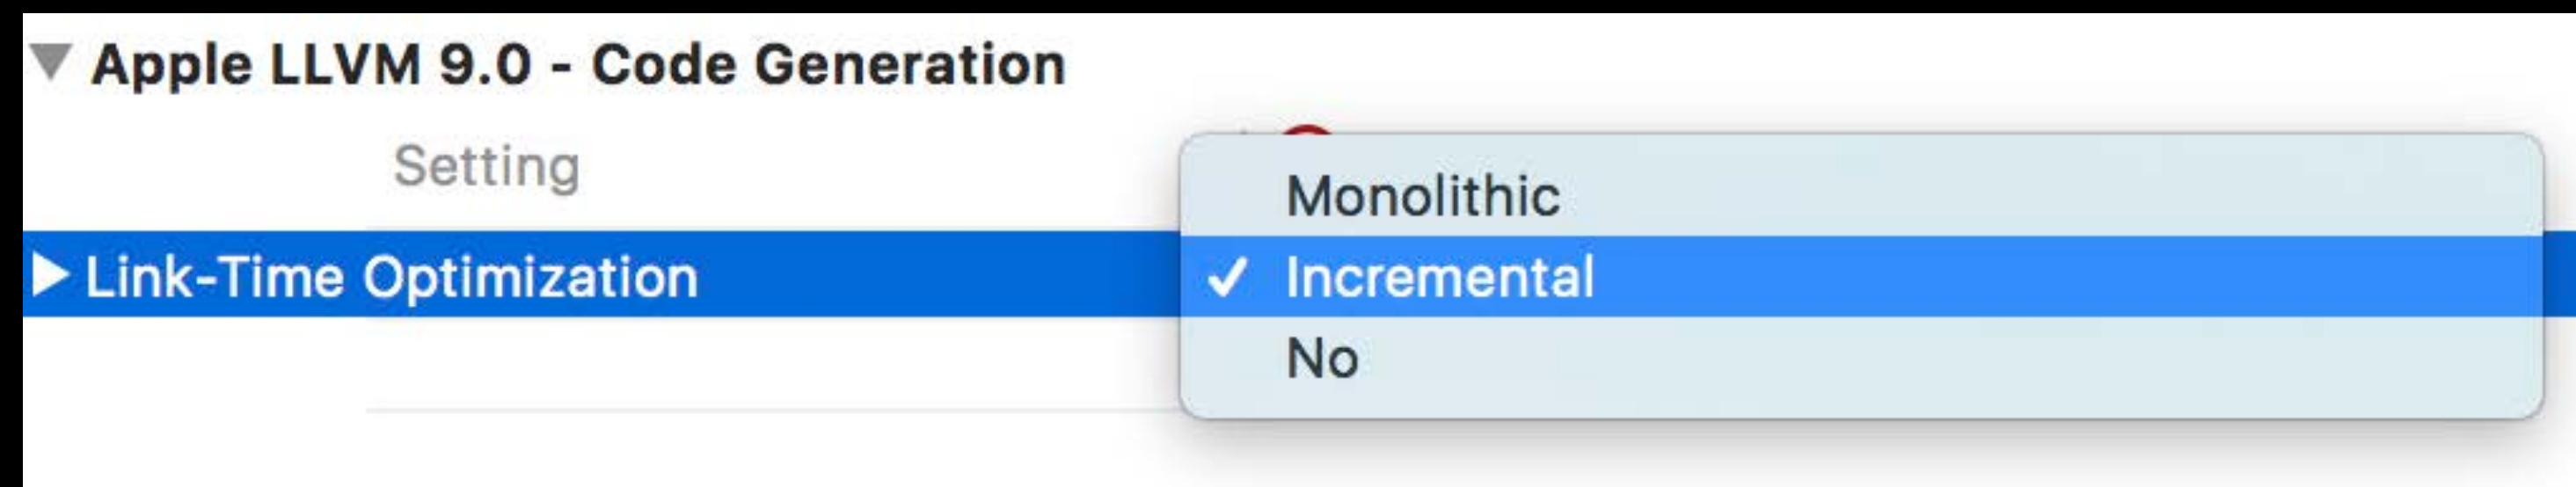 Apple LLVM 9.0 - Code Generation
Setting
Monolithic
Link-Time Optimization
Incremental
No